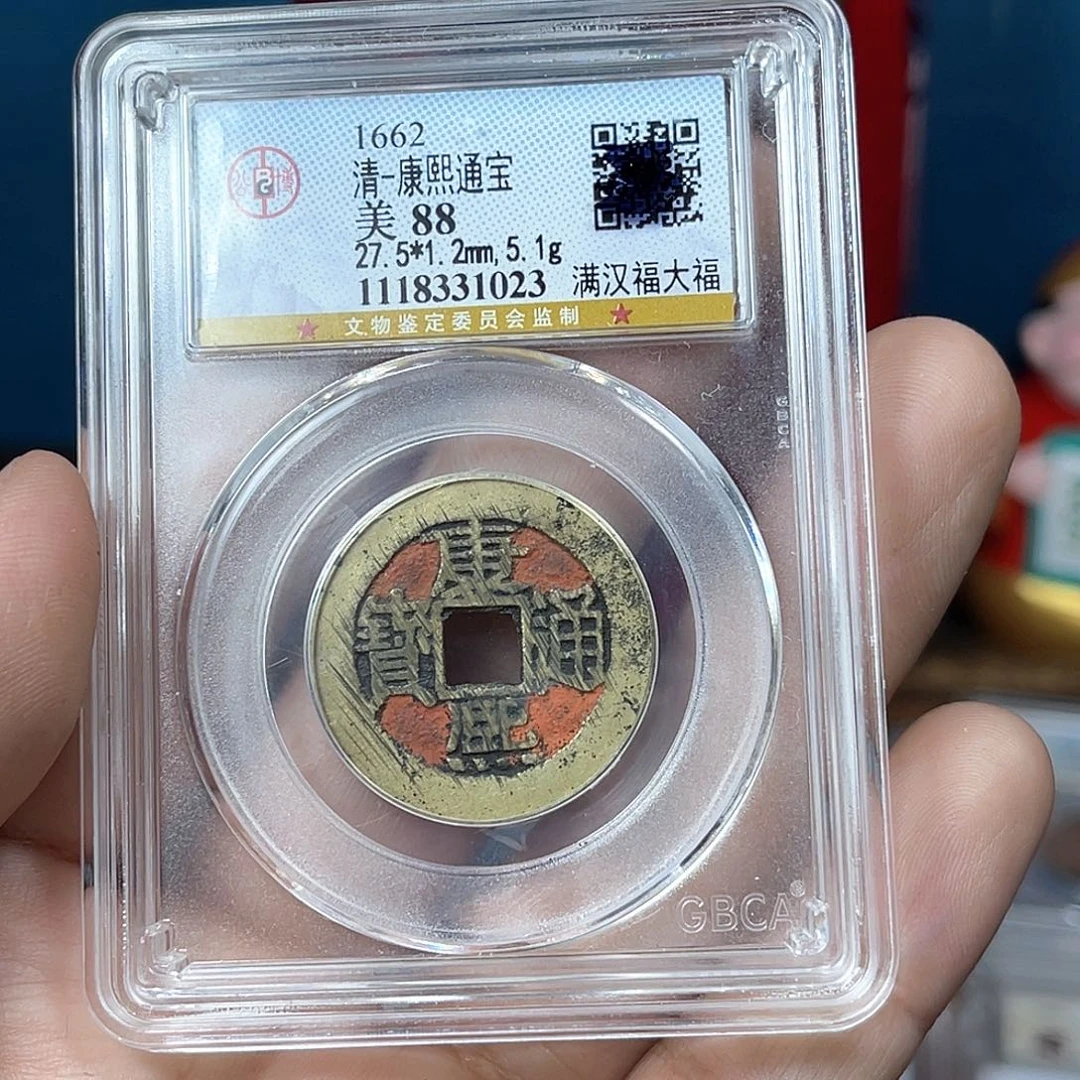 1662
清-康熙通宝
美 88
27.5*1.2mm,5.1g
1118331023 满汉福大福
文物鉴定委员会监制
GBCA
康
寶 通
熙
GBCA